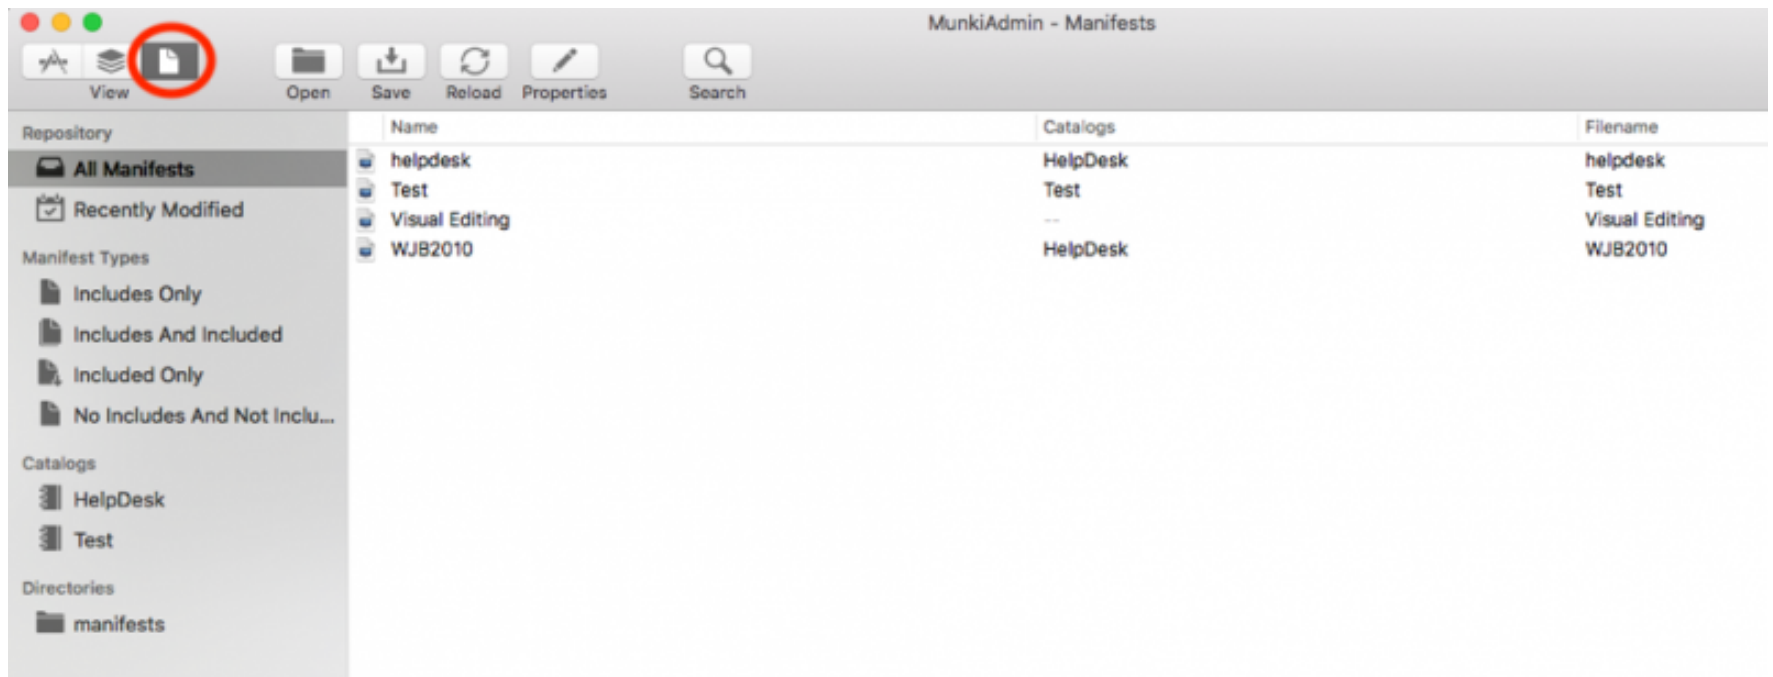 MunkiAdmin - Manifests
View Open Save Reload Properties Search
Repository
All Manifests
Recently Modified
Manifest Types
Includes Only
Includes And Included
Included Only
No Includes And Not Inclu...
Catalogs
HelpDesk
Test
Directories
manifests
Name Catalogs Filename
helpdesk HelpDesk helpdesk
Test Test Test
Visual Editing -- Visual Editing
WJB2010 HelpDesk WJB2010